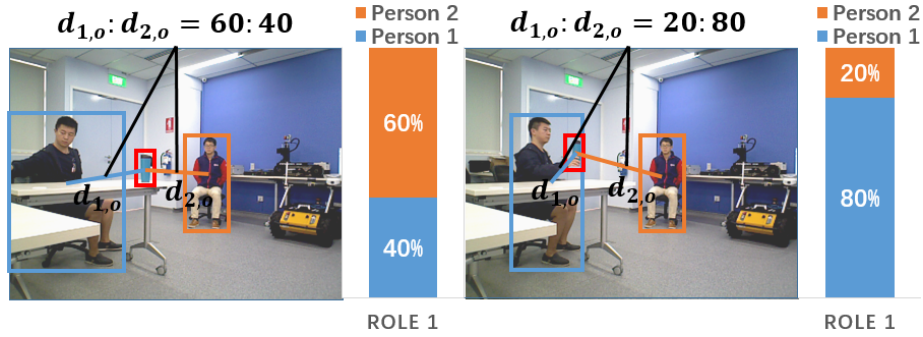 d1,o:d2,o = 60:40
Person 2
Person 1
60%
40%
d1,o
d2,o
ROLE 1
d1,o:d2,o = 20:80
Person 2
Person 1
20%
80%
d1,o
d2,o
ROLE 1